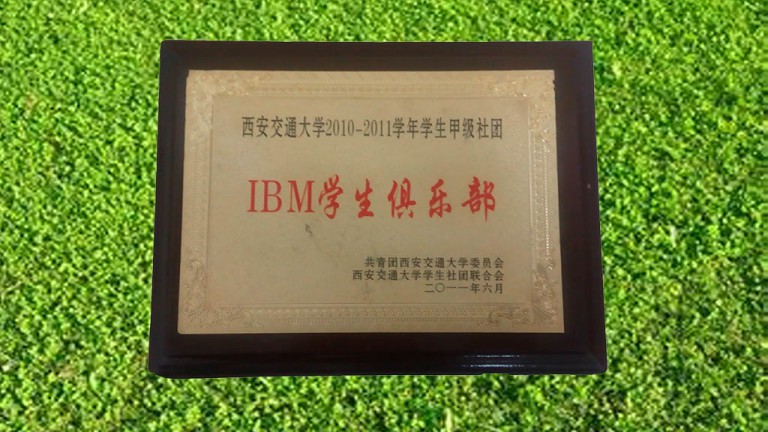 西安交通大学2010-2011学年学生甲级社团
IBM学生俱乐部
共青团西安交通大学委员会
西安交通大学学生社团联合会
二〇一一年六月